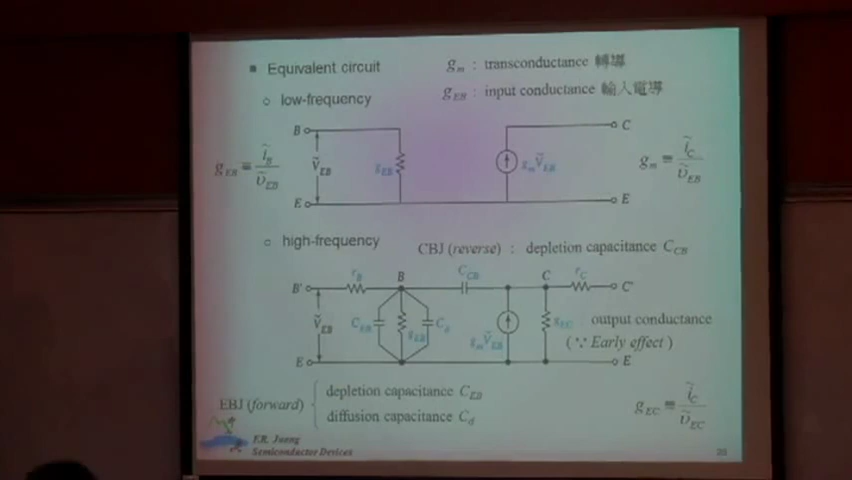 ■ Equivalent circuit
g_m : transconductance 轉導
○ low-frequency
g_EB : input conductance 輸入電導
B
C
g_EB ≡ ĩ_B / ṽ_EB
Ṽ_EB
g_EB
g_m Ṽ_EB
g_m ≡ ĩ_C / ṽ_EB
E
E
○ high-frequency
CBJ (reverse) : depletion capacitance C_CB
r_B
B
C_CB
C
r_C
B'
C'
Ṽ_EB
C_EB
g_EB
C_d
g_m Ṽ_EB
g_EC : output conductance
(∵ Early effect)
E
E
EBJ (forward)
depletion capacitance C_EB
diffusion capacitance C_d
g_EC ≡ ĩ_C / ṽ_EC
F.R. Juang
Semiconductor Devices